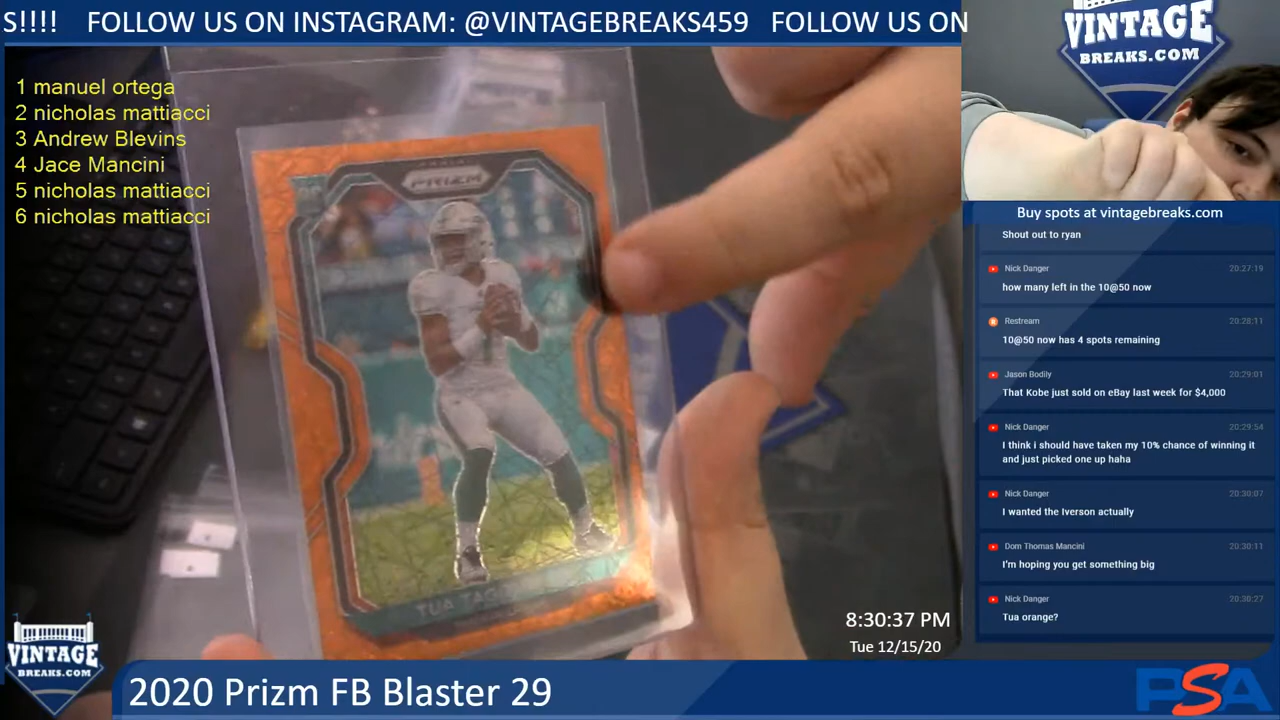 S!!!! FOLLOW US ON INSTAGRAM: @VINTAGEBREAKS459 FOLLOW US ON
1 manuel ortega
2 nicholas mattiacci
3 Andrew Blevins
4 Jace Mancini
5 nicholas mattiacci
6 nicholas mattiacci
PRIZM
TUA
VINTAGE
BREAKS.COM
Buy spots at vintagebreaks.com
Shout out to ryan
Nick Danger 20:27:19
how many left in the 10@50 now
Restream 20:28:11
10@50 now has 4 spots remaining
Jason Bodily 20:29:01
That Kobe just sold on eBay last week for $4,000
Nick Danger 20:29:54
I think i should have taken my 10% chance of winning it
and just picked one up haha
Nick Danger 20:30:07
I wanted the Iverson actually
Dom Thomas Mancini 20:30:11
I'm hoping you get something big
Nick Danger 20:30:27
Tua orange?
8:30:37 PM
Tue 12/15/20
VINTAGE
BREAKS.COM
2020 Prizm FB Blaster 29
PSA